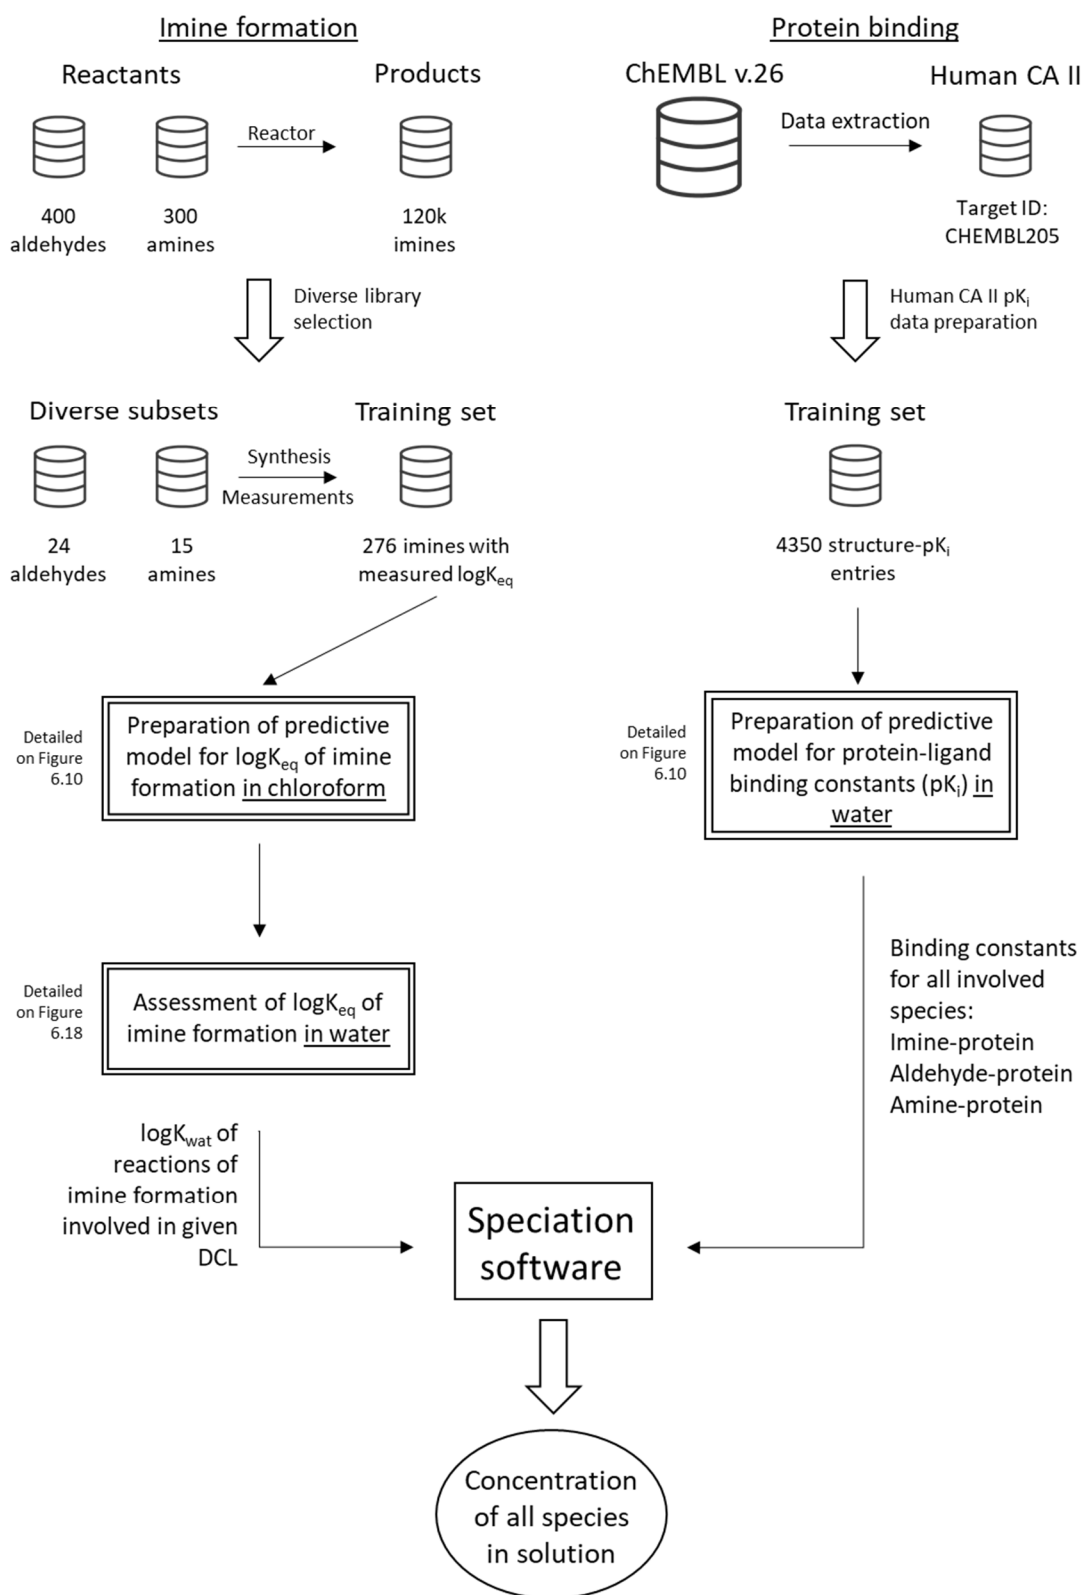 Imine formation
Reactants
Products
Reactor
400
aldehydes
300
amines
120k
imines
Diverse library
selection
Diverse subsets
Training set
Synthesis
Measurements
24
aldehydes
15
amines
276 imines with
measured logKeq
Detailed
on Figure
6.10
Preparation of predictive
model for logKeq of imine
formation in chloroform
Detailed
on Figure
6.18
Assessment of logKeq of
imine formation in water
logKwat of
reactions of
imine formation
involved in given
DCL
Protein binding
ChEMBL v.26
Human CA II
Data extraction
Target ID:
CHEMBL205
Human CA II pKi
data preparation
Training set
4350 structure-pKi
entries
Detailed
on Figure
6.10
Preparation of predictive
model for protein-ligand
binding constants (pKi) in
water
Binding constants
for all involved
species:
Imine-protein
Aldehyde-protein
Amine-protein
Speciation
software
Concentration
of all species
in solution